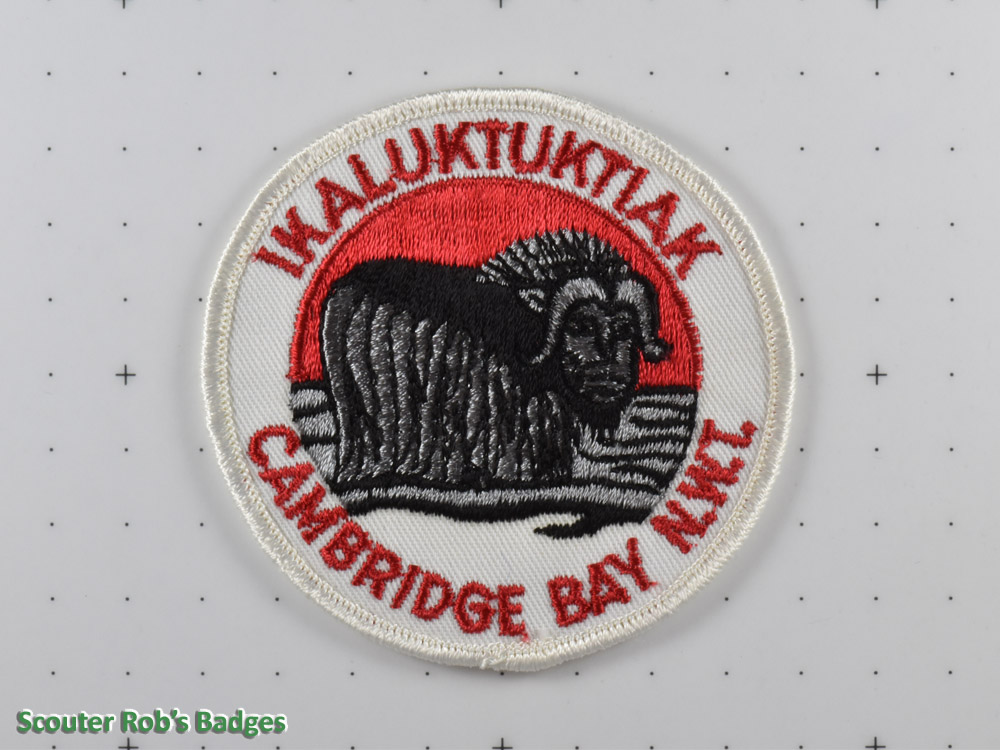 IKALUKTUKTIAK
CAMBRIDGE BAY N.W.T.
Scouter Rob's Badges